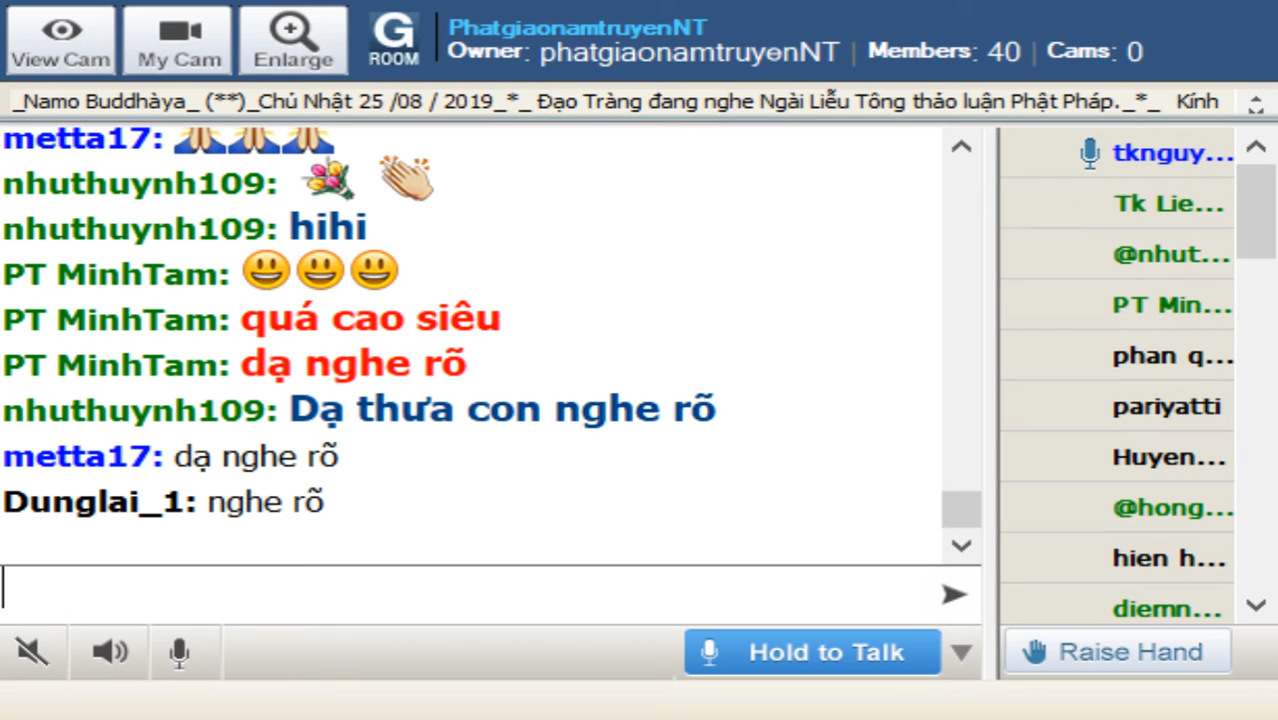 View Cam
My Cam
Enlarge
G
ROOM
PhatgiaonamtruyenNT
Owner: phatgiaonamtruyenNT | Members: 40 | Cams: 0
_Namo Buddhàya_ (**)_Chủ Nhật 25 /08 / 2019_*_ Đạo Tràng đang nghe Ngài Liễu Tông thảo luận Phật Pháp._*_ Kính
metta17:
nhuthuynh109:
nhuthuynh109: hihi
PT MinhTam:
PT MinhTam: quá cao siêu
PT MinhTam: dạ nghe rõ
nhuthuynh109: Dạ thưa con nghe rõ
metta17: dạ nghe rõ
Dunglai_1: nghe rõ
tknguy...
Tk Lie...
@nhut...
PT Min...
phan q...
pariyatti
Huyen...
@hong...
hien h...
diemn...
Hold to Talk
Raise Hand